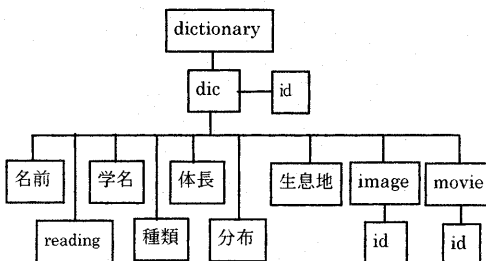 dictionary
dic
id
名前
学名
体長
生息地
image
movie
reading
種類
分布
id
id